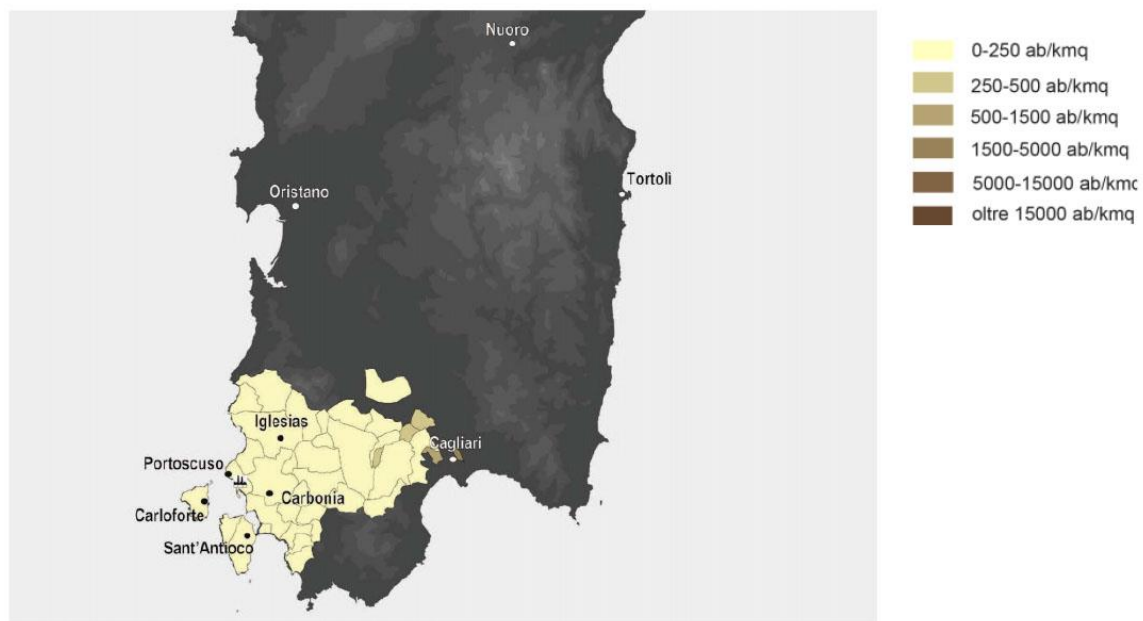 Nuoro
0-250 ab/kmq
250-500 ab/kmq
500-1500 ab/kmq
1500-5000 ab/kmq
5000-15000 ab/kmq
oltre 15000 ab/kmq
Tortolì
Oristano
Iglesias
Cagliari
Portoscuso
Carbonia
Carloforte
Sant'Antioco